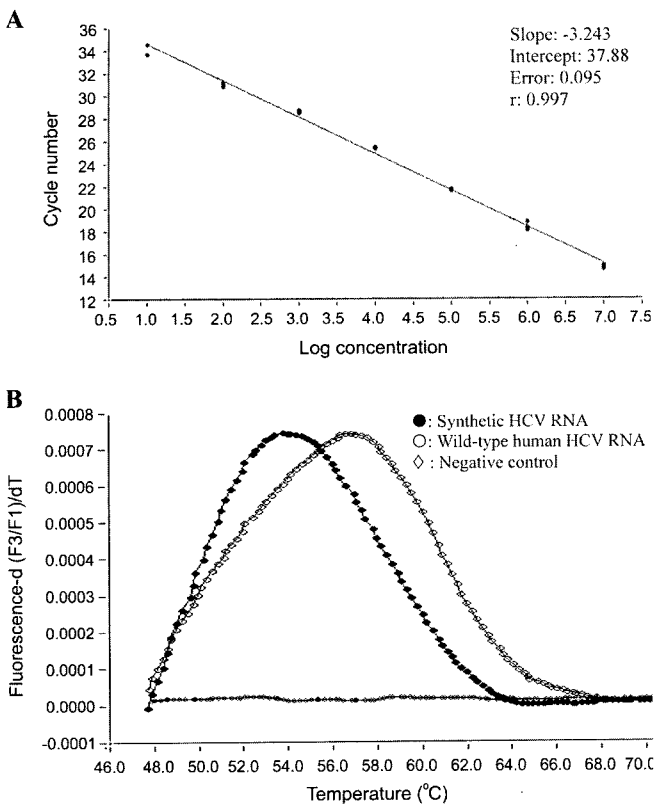 A
Slope: -3.243
Intercept: 37.88
Error: 0.095
r: 0.997
Cycle number
36
34
32
30
28
26
24
22
20
18
16
14
12
0.5 1.0 1.5 2.0 2.5 3.0 3.5 4.0 4.5 5.0 5.5 6.0 6.5 7.0 7.5
Log concentration
B
Fluorescence-d (F3/F1)/dT
0.0008
0.0007
0.0006
0.0005
0.0004
0.0003
0.0002
0.0001
0.0000
-0.0001
: Synthetic HCV RNA
: Wild-type human HCV RNA
: Negative control
46.0 48.0 50.0 52.0 54.0 56.0 58.0 60.0 62.0 64.0 66.0 68.0 70.0
Temperature (°C)